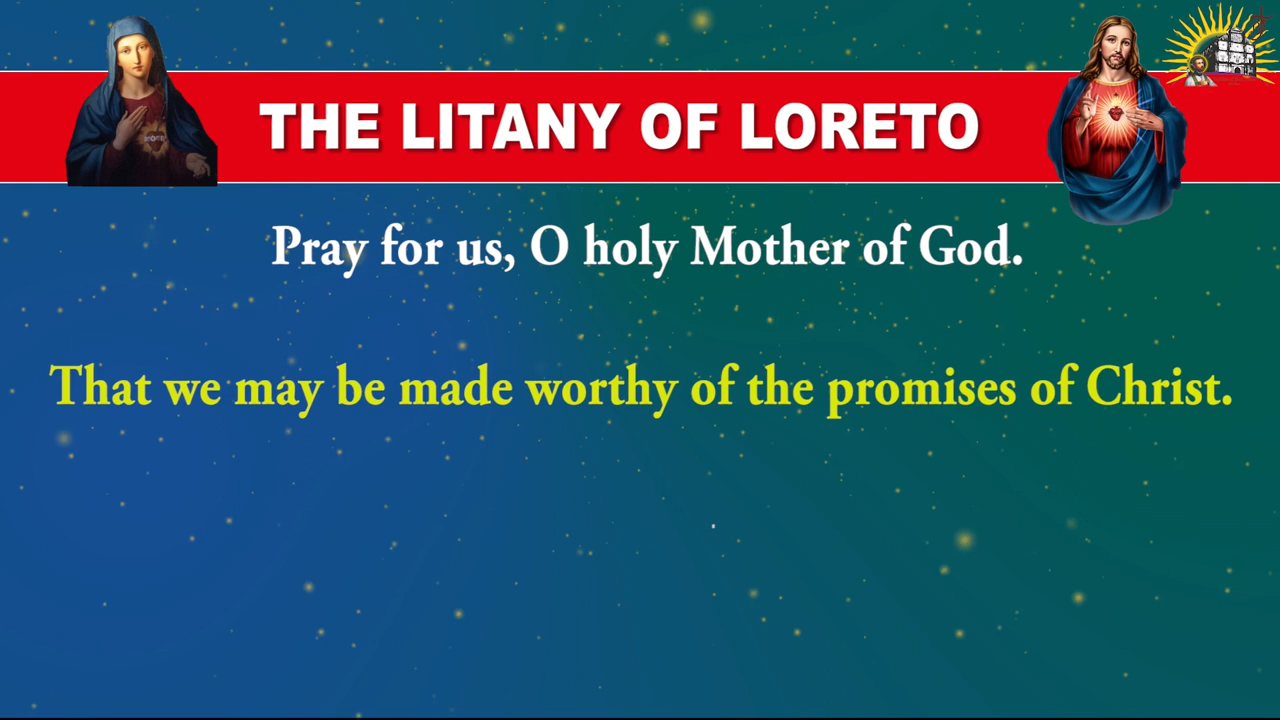 THE LITANY OF LORETO
Pray for us, O holy Mother of God.
That we may be made worthy of the promises of Christ.